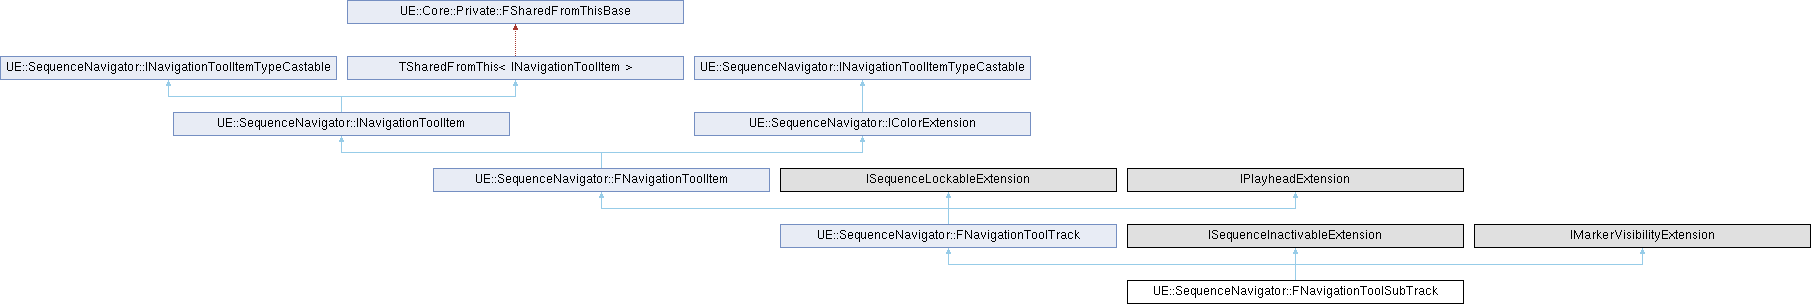 UE::Core::Private::FSharedFromThisBase
UE::SequenceNavigator::INavigationToolItemTypeCastable
TSharedFromThis< INavigationToolItem >
UE::SequenceNavigator::INavigationToolItemTypeCastable
UE::SequenceNavigator::INavigationToolItem
UE::SequenceNavigator::IColorExtension
UE::SequenceNavigator::FNavigationToolItem
ISequenceLockableExtension
IPlayheadExtension
UE::SequenceNavigator::FNavigationToolTrack
ISequenceInactivableExtension
IMarkerVisibilityExtension
UE::SequenceNavigator::FNavigationToolSubTrack